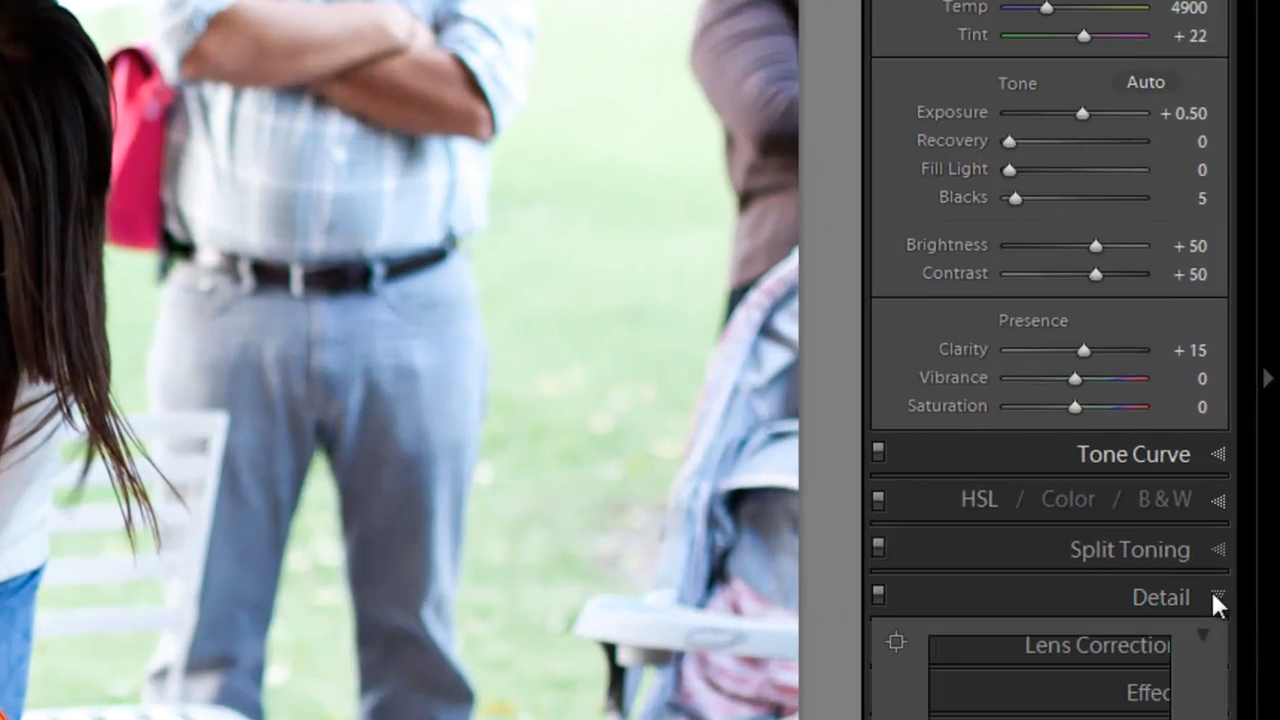 Temp 4900
Tint + 22
Tone Auto
Exposure + 0.50
Recovery 0
Fill Light 0
Blacks 5
Brightness + 50
Contrast + 50
Presence
Clarity + 15
Vibrance 0
Saturation 0
Tone Curve
HSL / Color / B & W
Split Toning
Detail
Lens Correctio
Effec